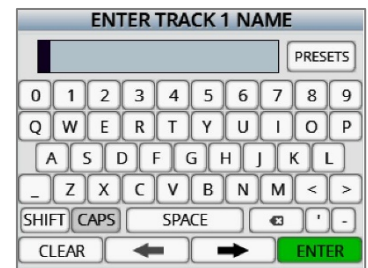 ENTER TRACK 1 NAME
PRESETS
0 1 2 3 4 5 6 7 8 9
Q W E R T Y U I O P
A S D F G H J K L
_ Z X C V B N M < >
SHIFT CAPS SPACE ' -
CLEAR ENTER